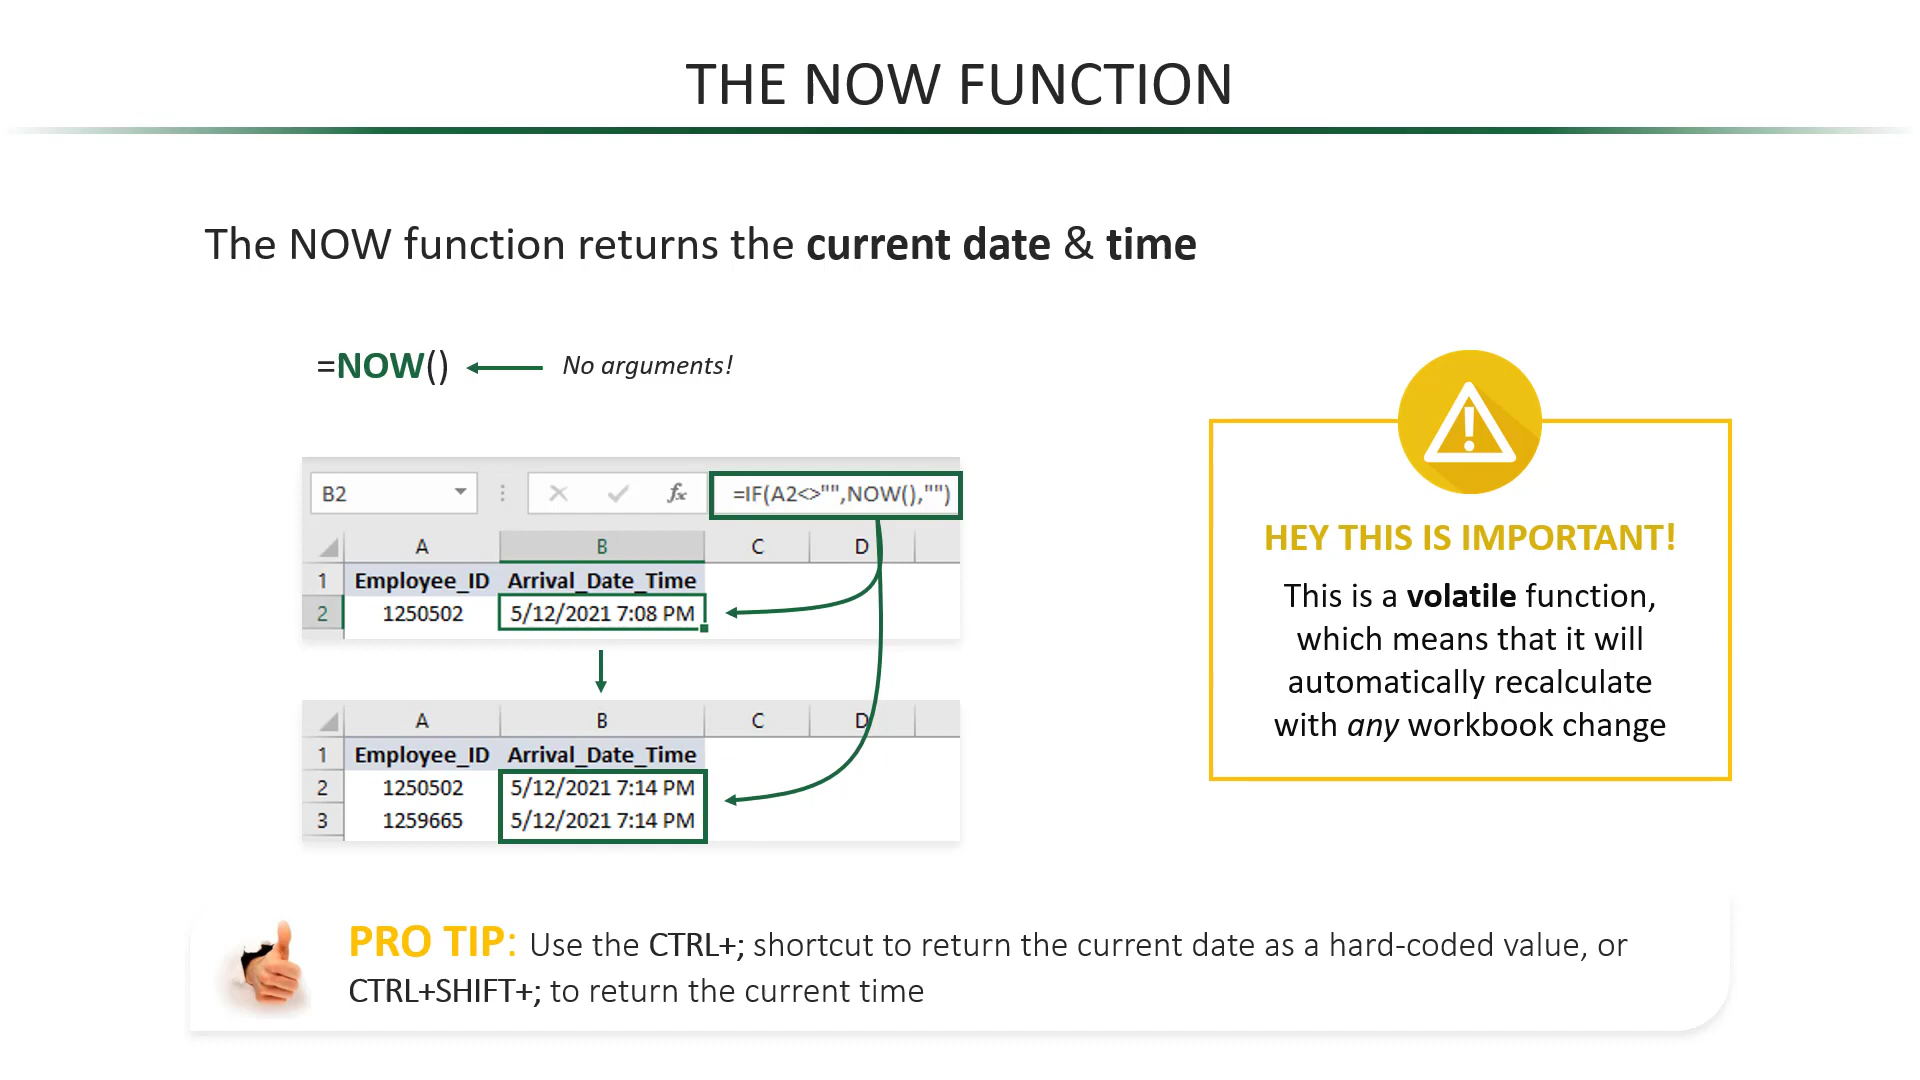 THE NOW FUNCTION
The NOW function returns the current date & time
=NOW() No arguments!
B2 fx =IF(A2<>"",NOW(),"")
A B C D
1 Employee_ID Arrival_Date_Time
2 1250502 5/12/2021 7:08 PM
A B C D
1 Employee_ID Arrival_Date_Time
2 1250502 5/12/2021 7:14 PM
3 1259665 5/12/2021 7:14 PM
HEY THIS IS IMPORTANT!
This is a volatile function,
which means that it will
automatically recalculate
with any workbook change
PRO TIP: Use the CTRL+; shortcut to return the current date as a hard-coded value, or
CTRL+SHIFT+; to return the current time